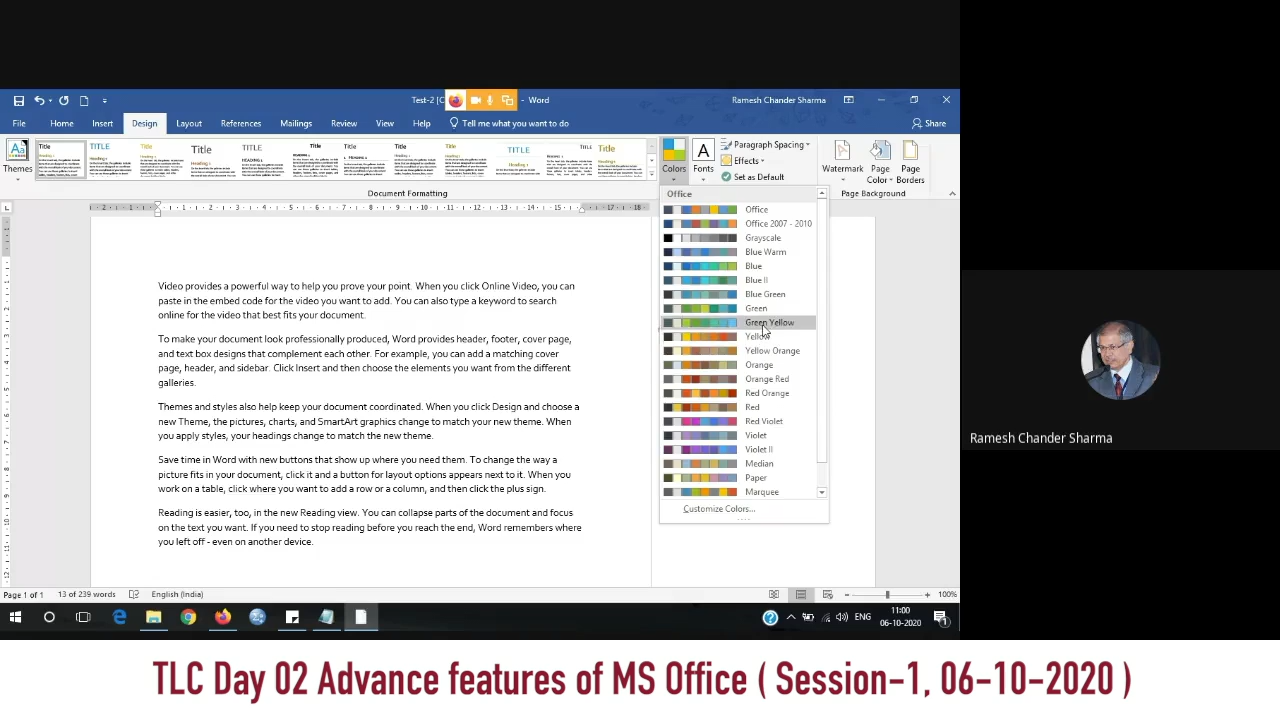 Test-2 [C - Word
Ramesh Chander Sharma
File Home Insert Design Layout References Mailings Review View Help Tell me what you want to do Share
Themes
Title
TITLE
Title
TITLE
TITLE
Title
Document Formatting
Colors
Fonts
Paragraph Spacing
Effects
Set as Default
Watermark
Page Color
Page Borders
Page Background
Office
Office
Office 2007 - 2010
Grayscale
Blue Warm
Blue
Blue II
Blue Green
Green
Green Yellow
Yellow
Yellow Orange
Orange
Orange Red
Red Orange
Red
Red Violet
Violet
Violet II
Median
Paper
Marquee
Customize Colors...
Video provides a powerful way to help you prove your point. When you click Online Video, you can
paste in the embed code for the video you want to add. You can also type a keyword to search
online for the video that best fits your document.
To make your document look professionally produced, Word provides header, footer, cover page,
and text box designs that complement each other. For example, you can add a matching cover
page, header, and sidebar. Click Insert and then choose the elements you want from the different
galleries.
Themes and styles also help keep your document coordinated. When you click Design and choose a
new Theme, the pictures, charts, and SmartArt graphics change to match your new theme. When
you apply styles, your headings change to match the new theme.
Save time in Word with new buttons that show up where you need them. To change the way a
picture fits in your document, click it and a button for layout options appears next to it. When you
work on a table, click where you want to add a row or a column, and then click the plus sign.
Reading is easier, too, in the new Reading view. You can collapse parts of the document and focus
on the text you want. If you need to stop reading before you reach the end, Word remembers where
you left off - even on another device.
Page 1 of 1 13 of 239 words English (India) 100%
ENG
11:00
06-10-2020
1
Ramesh Chander Sharma
TLC Day 02 Advance features of MS Office ( Session-1, 06-10-2020 )